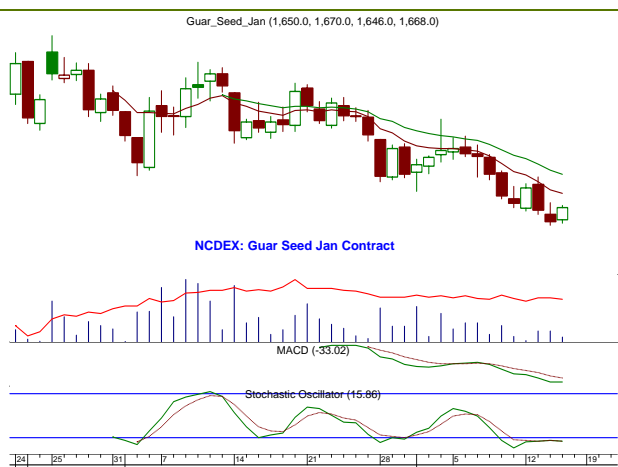 Guar_Seed_Jan (1,650.0, 1,670.0, 1,646.0, 1,668.0)
NCDEX: Guar Seed Jan Contract
MACD (-33.02)
Stochastic Oscillator (15.86)
24 25 31 7 14 21 28 5 12 19